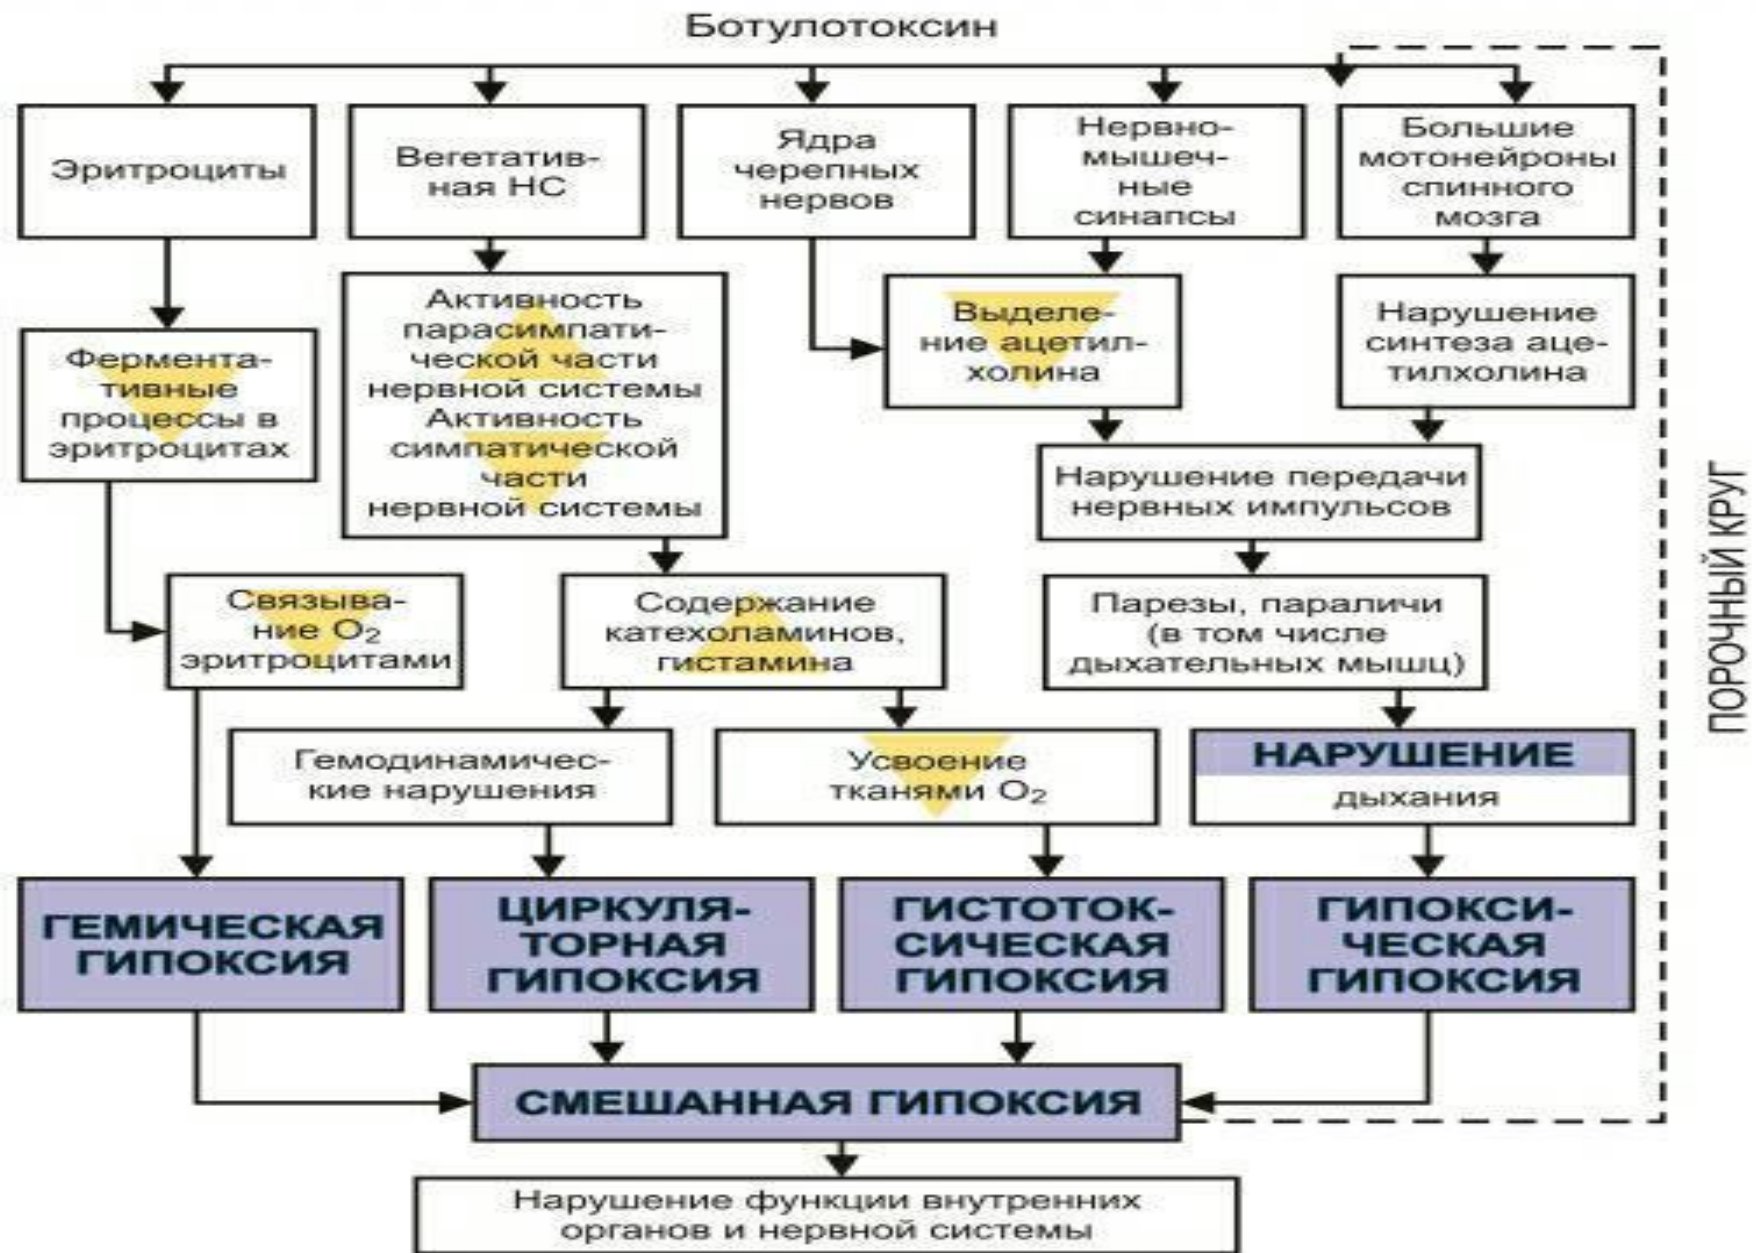 Ботулотоксин
Эритроциты
Вегетатив-
ная НС
Ядра
черепных
нервов
Нервно-
мышеч-
ные
синапсы
Большие
мотонейроны
спинного
мозга
Фермента-
тивные
процессы в
эритроцитах
Активность
парасимпати-
ческой части
нервной системы
Активность
симпатической
части
нервной системы
Выделе-
ние ацетил-
холина
Нарушение
синтеза аце-
тилхолина
Нарушение передачи
нервных импульсов
Связыва-
ние O₂
эритроцитами
Содержание
катехоламинов,
гистамина
Парезы, параличи
(в том числе
дыхательных мышц)
Гемодинамичес-
кие нарушения
Усвоение
тканями O₂
НАРУШЕНИЕ
дыхания
ГЕМИЧЕСКАЯ
ГИПОКСИЯ
ЦИРКУЛЯ-
ТОРНАЯ
ГИПОКСИЯ
ГИСТОТОК-
СИЧЕСКАЯ
ГИПОКСИЯ
ГИПОКСИ-
ЧЕСКАЯ
ГИПОКСИЯ
СМЕШАННАЯ ГИПОКСИЯ
Нарушение функции внутренних
органов и нервной системы
ПОРОЧНЫЙ КРУГ